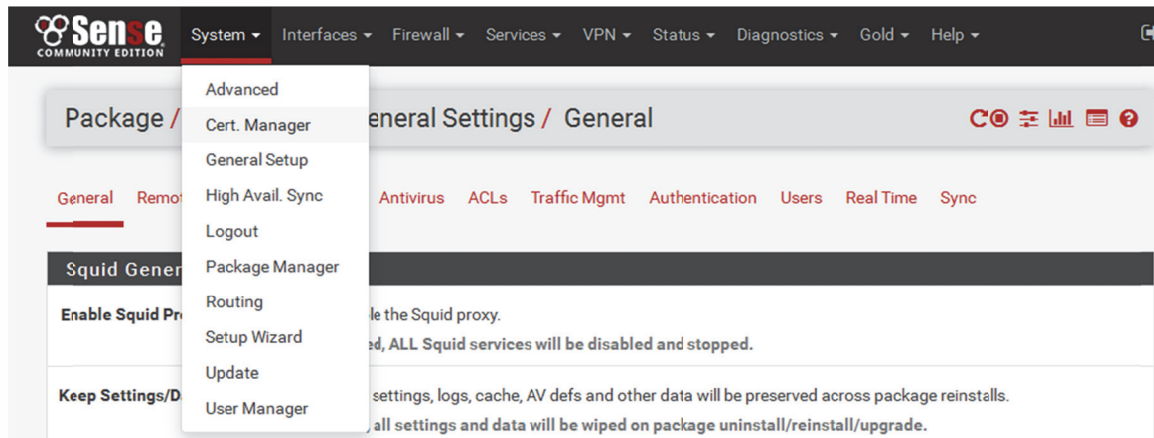 Sense
COMMUNITY EDITION
System Interfaces Firewall Services VPN Status Diagnostics Gold Help
Advanced
Cert. Manager
General Setup
High Avail. Sync
Logout
Package Manager
Routing
Setup Wizard
Update
User Manager
Package / eneral Settings / General
General Remo Antivirus ACLs Traffic Mgmt Authentication Users Real Time Sync
Squid Gener
Enable Squid Pr le the Squid proxy.
ed, ALL Squid services will be disabled and stopped.
Keep Settings/D settings, logs, cache, AV defs and other data will be preserved across package reinstalls.
, all settings and data will be wiped on package uninstall/reinstall/upgrade.